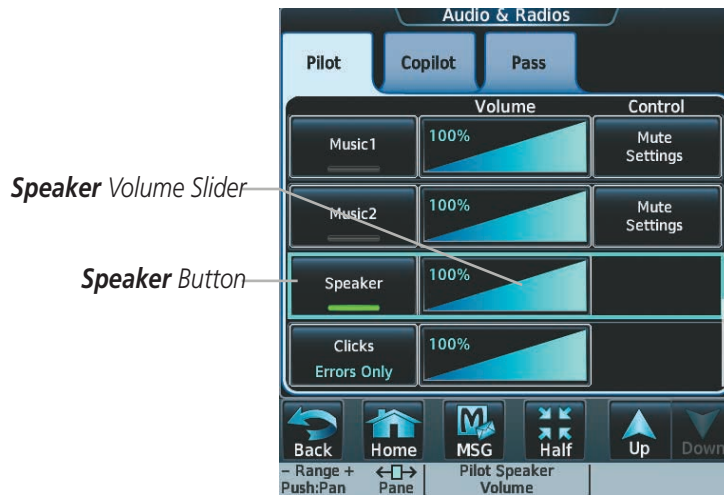 Audio & Radios
Pilot
Copilot
Pass
Volume
Control
Music1
100%
Mute
Settings
Speaker Volume Slider
Music2
100%
Mute
Settings
Speaker Button
Speaker
100%
Clicks
Errors Only
100%
Back
Home
MSG
Half
Up
Down
– Range +
Push:Pan
Pane
Pilot Speaker
Volume